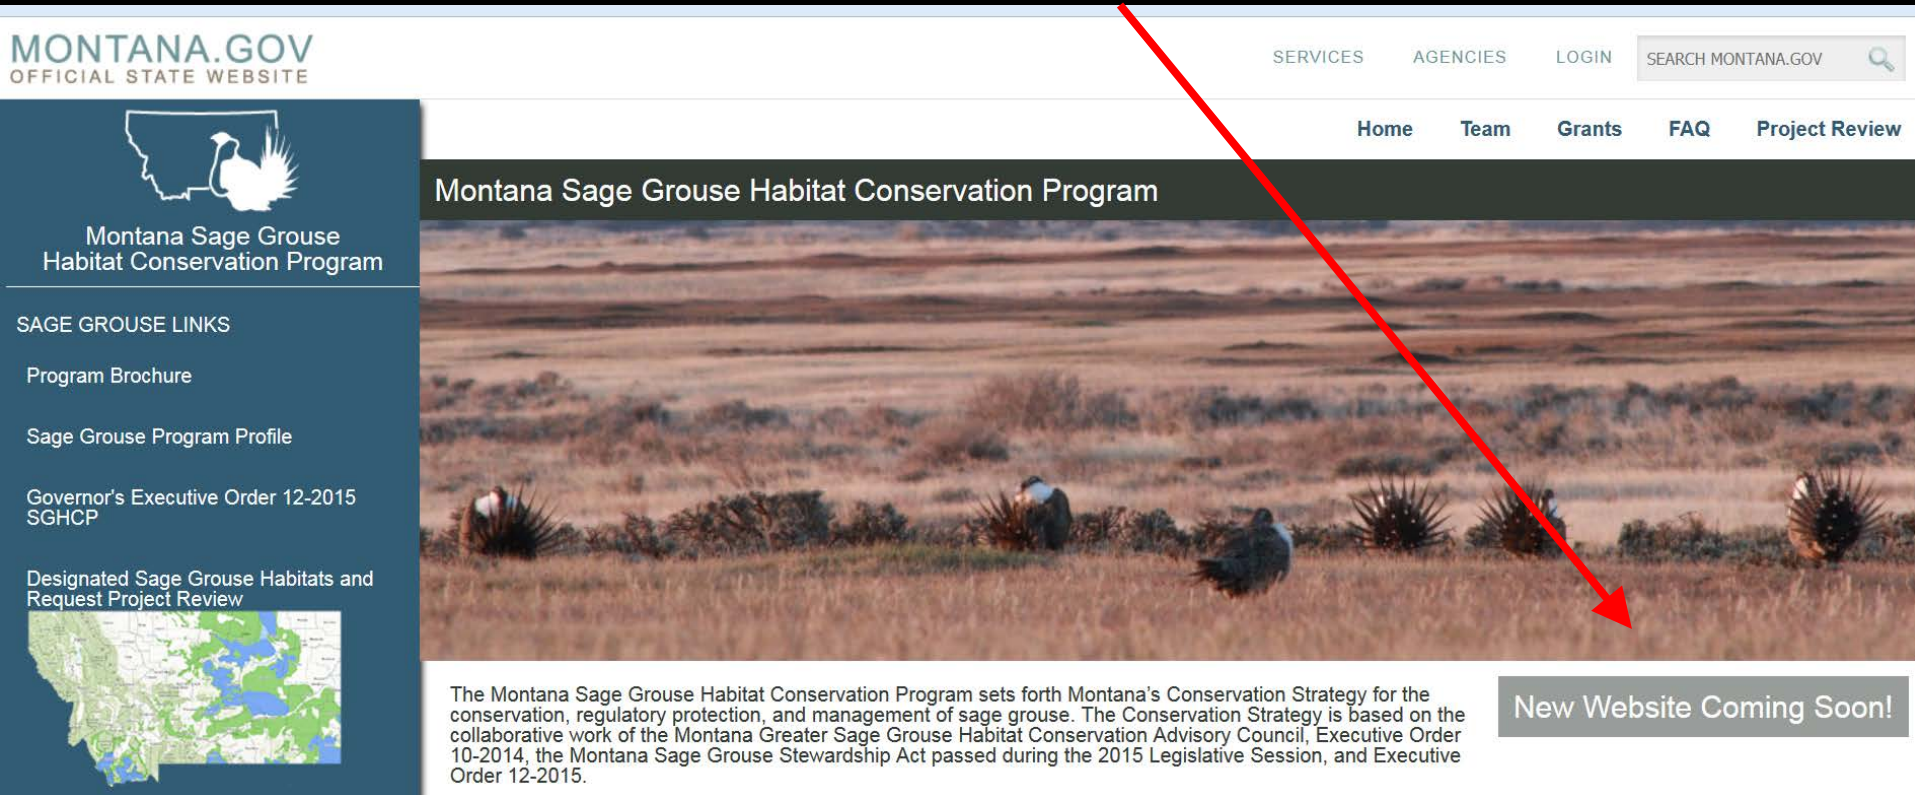 MONTANA.GOV
OFFICIAL STATE WEBSITE
SERVICES AGENCIES LOGIN SEARCH MONTANA.GOV
Home Team Grants FAQ Project Review
Montana Sage Grouse
Habitat Conservation Program
SAGE GROUSE LINKS
Program Brochure
Sage Grouse Program Profile
Governor's Executive Order 12-2015
SGHCP
Designated Sage Grouse Habitats and
Request Project Review
Montana Sage Grouse Habitat Conservation Program
The Montana Sage Grouse Habitat Conservation Program sets forth Montana's Conservation Strategy for the
conservation, regulatory protection, and management of sage grouse. The Conservation Strategy is based on the
collaborative work of the Montana Greater Sage Grouse Habitat Conservation Advisory Council, Executive Order
10-2014, the Montana Sage Grouse Stewardship Act passed during the 2015 Legislative Session, and Executive
Order 12-2015.
New Website Coming Soon!